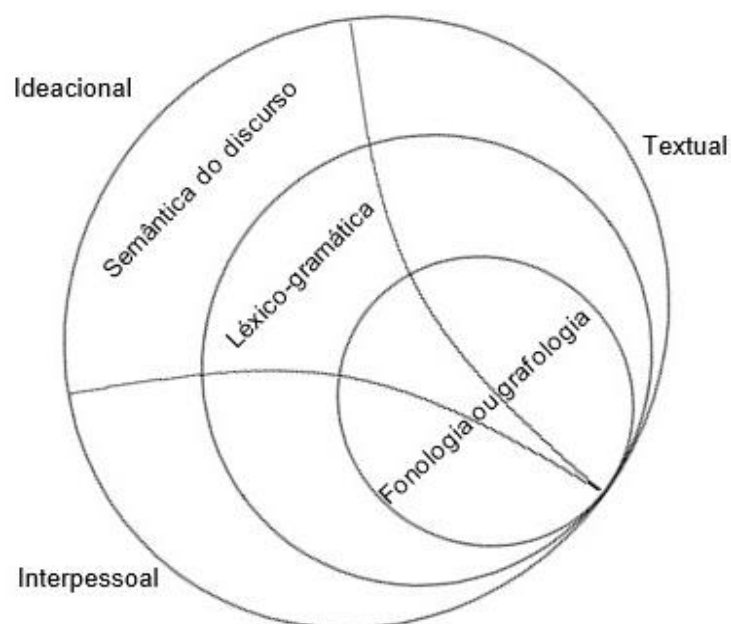 Ideacional
Semântica do discurso
Textual
Léxico-gramática
Fonologia ou grafologia
Interpessoal